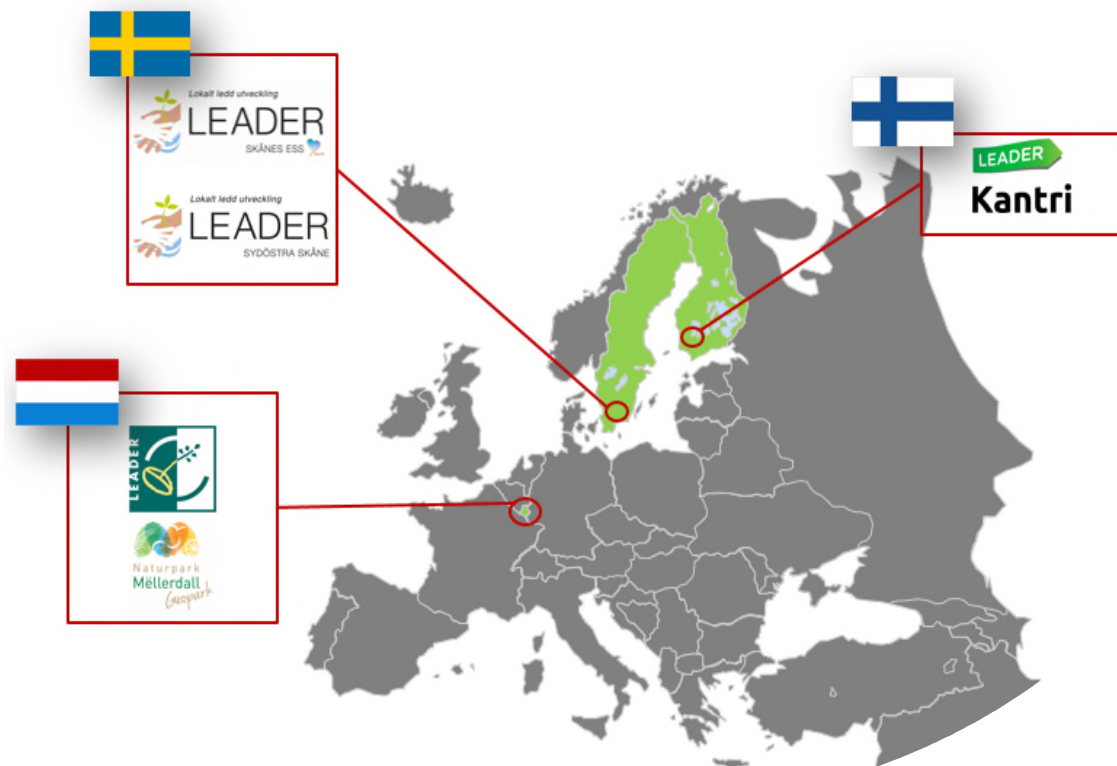 Lokalt ledd utveckling
LEADER
SKÅNES ESS
Lokalt ledd utveckling
LEADER
SYDÖSTRA SKÅNE
LEADER
Kantri
LEADER
Naturpark
Mëllerdall
Geopark